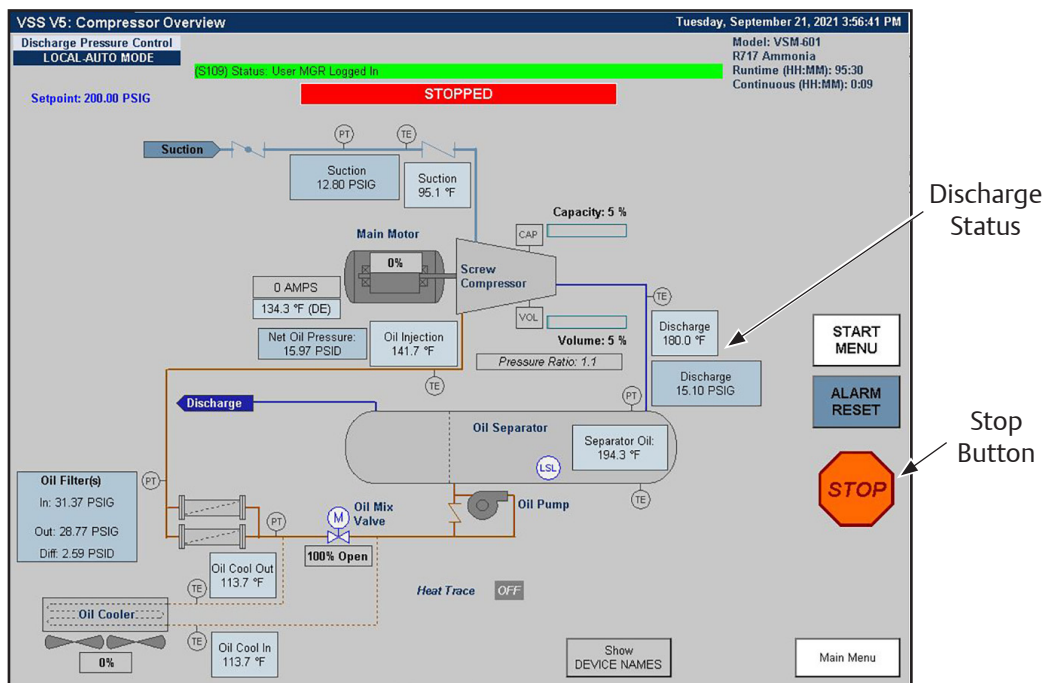 VSS V5: Compressor Overview
Tuesday, September 21, 2021 3:56:41 PM
Discharge Pressure Control
LOCAL-AUTO MODE
Model: VSM-601
R717 Ammonia
Runtime (HH:MM): 95:30
Continuous (HH:MM): 0:09
(S109) Status: User MGR Logged In
Setpoint: 200.00 PSIG
STOPPED
PT
TE
Suction
Suction
12.80 PSIG
Suction
95.1 °F
Discharge
Status
Capacity: 5 %
CAP
Main Motor
0%
Screw
Compressor
0 AMPS
134.3 °F (DE)
TE
VOL
Net Oil Pressure:
15.97 PSID
Oil Injection
141.7 °F
Volume: 5 %
Pressure Ratio: 1.1
Discharge
180.0 °F
START
MENU
TE
Discharge
15.10 PSIG
PT
ALARM
RESET
Discharge
Oil Separator
Separator Oil:
194.3 °F
LSL
Stop
Button
STOP
Oil Filter(s)
In: 31.37 PSIG
Out: 28.77 PSIG
Diff: 2.59 PSID
PT
TE
Oil Pump
Oil Mix
Valve
M
PT
100% Open
Oil Cool Out
113.7 °F
TE
Heat Trace
OFF
Oil Cooler
TE
Oil Cool In
113.7 °F
0%
Show
DEVICE NAMES
Main Menu